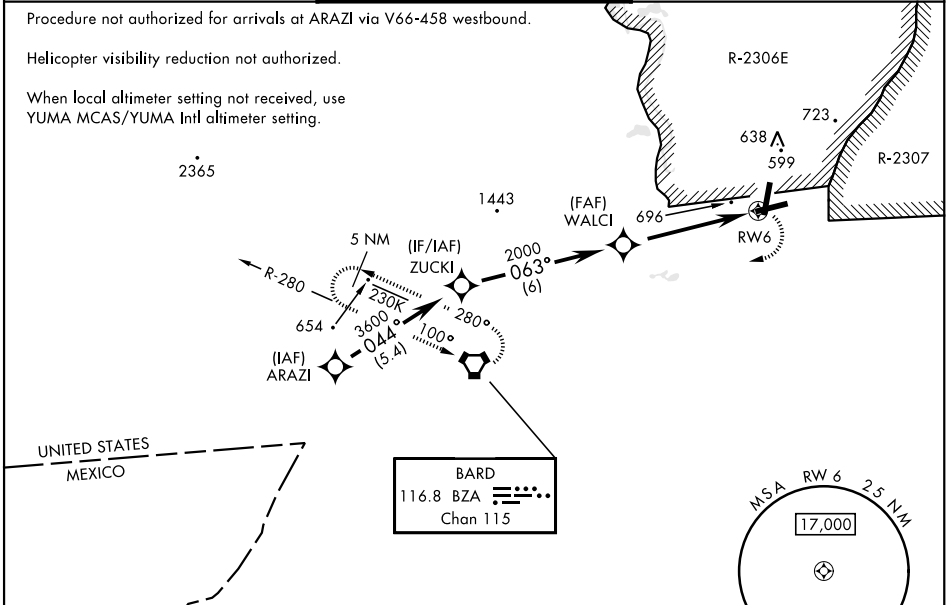 Procedure not authorized for arrivals at ARAZI via V66-458 westbound.
Helicopter visibility reduction not authorized.
When local altimeter setting not received, use
YUMA MCAS/YUMA Intl altimeter setting.
R-2306E
723
638
599
R-2307
2365
1443
(FAF)
WALCI
696
RW6
5 NM
(IF/IAF)
ZUCKI
2000
063°
(6)
R-280
230K
280°
654
3600
044°
(5.4)
100°
(IAF)
ARAZI
UNITED STATES
MEXICO
BARD
116.8 BZA
Chan 115
MSA RW 6 25 NM
17,000